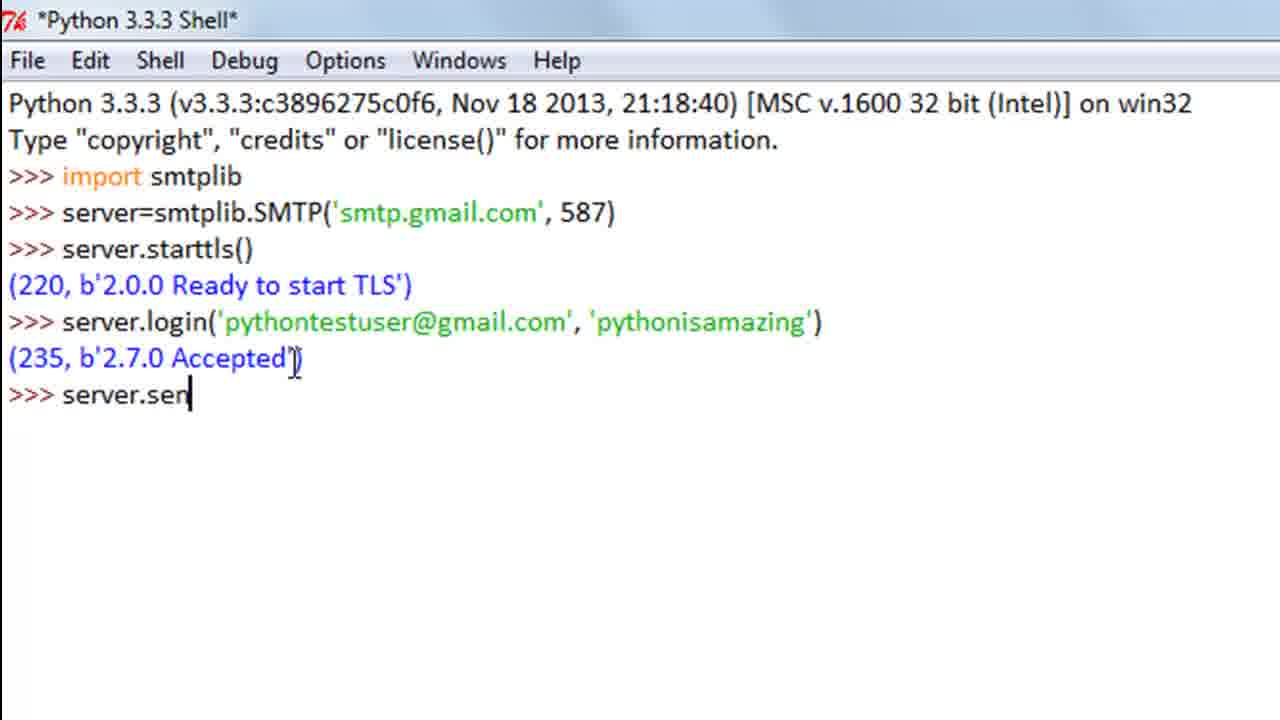 *Python 3.3.3 Shell*
File Edit Shell Debug Options Windows Help
Python 3.3.3 (v3.3.3:c3896275c0f6, Nov 18 2013, 21:18:40) [MSC v.1600 32 bit (Intel)] on win32
Type "copyright", "credits" or "license()" for more information.
>>> import smtplib
>>> server=smtplib.SMTP('smtp.gmail.com', 587)
>>> server.starttls()
(220, b'2.0.0 Ready to start TLS')
>>> server.login('pythontestuser@gmail.com', 'pythonisamazing')
(235, b'2.7.0 Accepted')
>>> server.sen